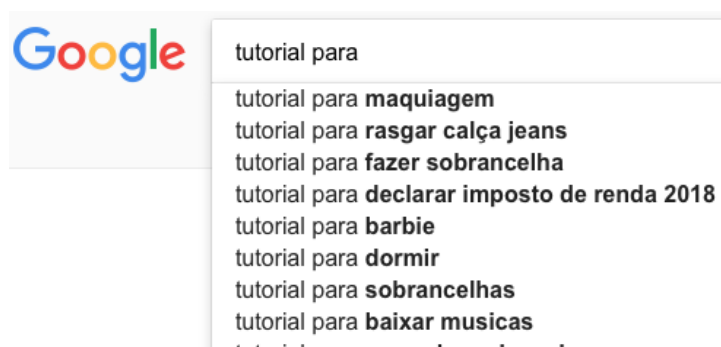 Google
tutorial para
tutorial para maquiagem
tutorial para rasgar calça jeans
tutorial para fazer sobrancelha
tutorial para declarar imposto de renda 2018
tutorial para barbie
tutorial para dormir
tutorial para sobrancelhas
tutorial para baixar musicas